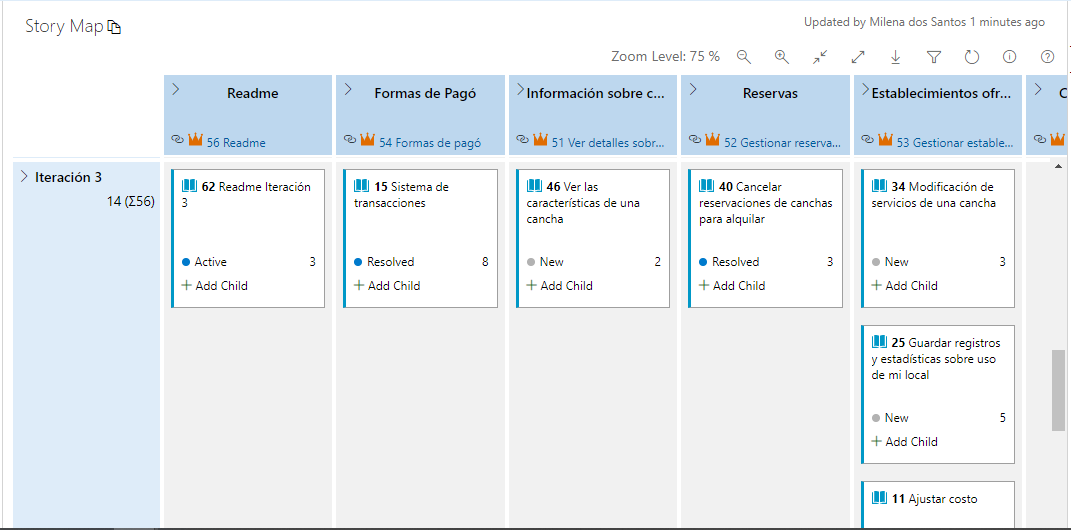 Story Map
Updated by Milena dos Santos 1 minutes ago
Zoom Level: 75 %
Readme
56 Readme
Formas de Pagó
54 Formas de pagó
Información sobre c...
51 Ver detalles sobr...
Reservas
52 Gestionar reserva...
Establecimientos ofr...
53 Gestionar estable...
C
Iteración 3
14 (Σ56)
62 Readme Iteración
3
Active 3
+ Add Child
15 Sistema de
transacciones
Resolved 8
+ Add Child
46 Ver las
características de una
cancha
New 2
+ Add Child
40 Cancelar
reservaciones de canchas
para alquilar
Resolved 3
+ Add Child
34 Modificación de
servicios de una cancha
New 3
+ Add Child
25 Guardar registros
y estadísticas sobre uso
de mi local
New 5
+ Add Child
11 Ajustar costo